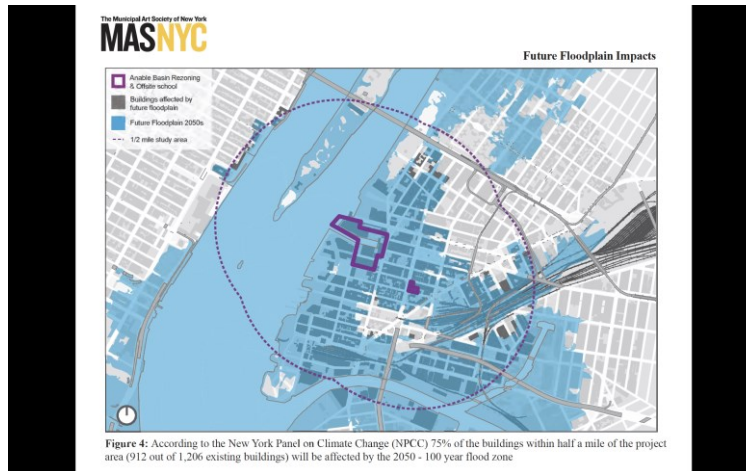 The Municipal Art Society of New York
MASNYC
Future Floodplain Impacts
Anable Basin Rezoning
& Offsite school
Buildings affected by
future floodplain
Future Floodplain 2050s
1/2 mile study area
Figure 4: According to the New York Panel on Climate Change (NPCC) 75% of the buildings within half a mile of the project
area (912 out of 1,206 existing buildings) will be affected by the 2050 - 100 year flood zone